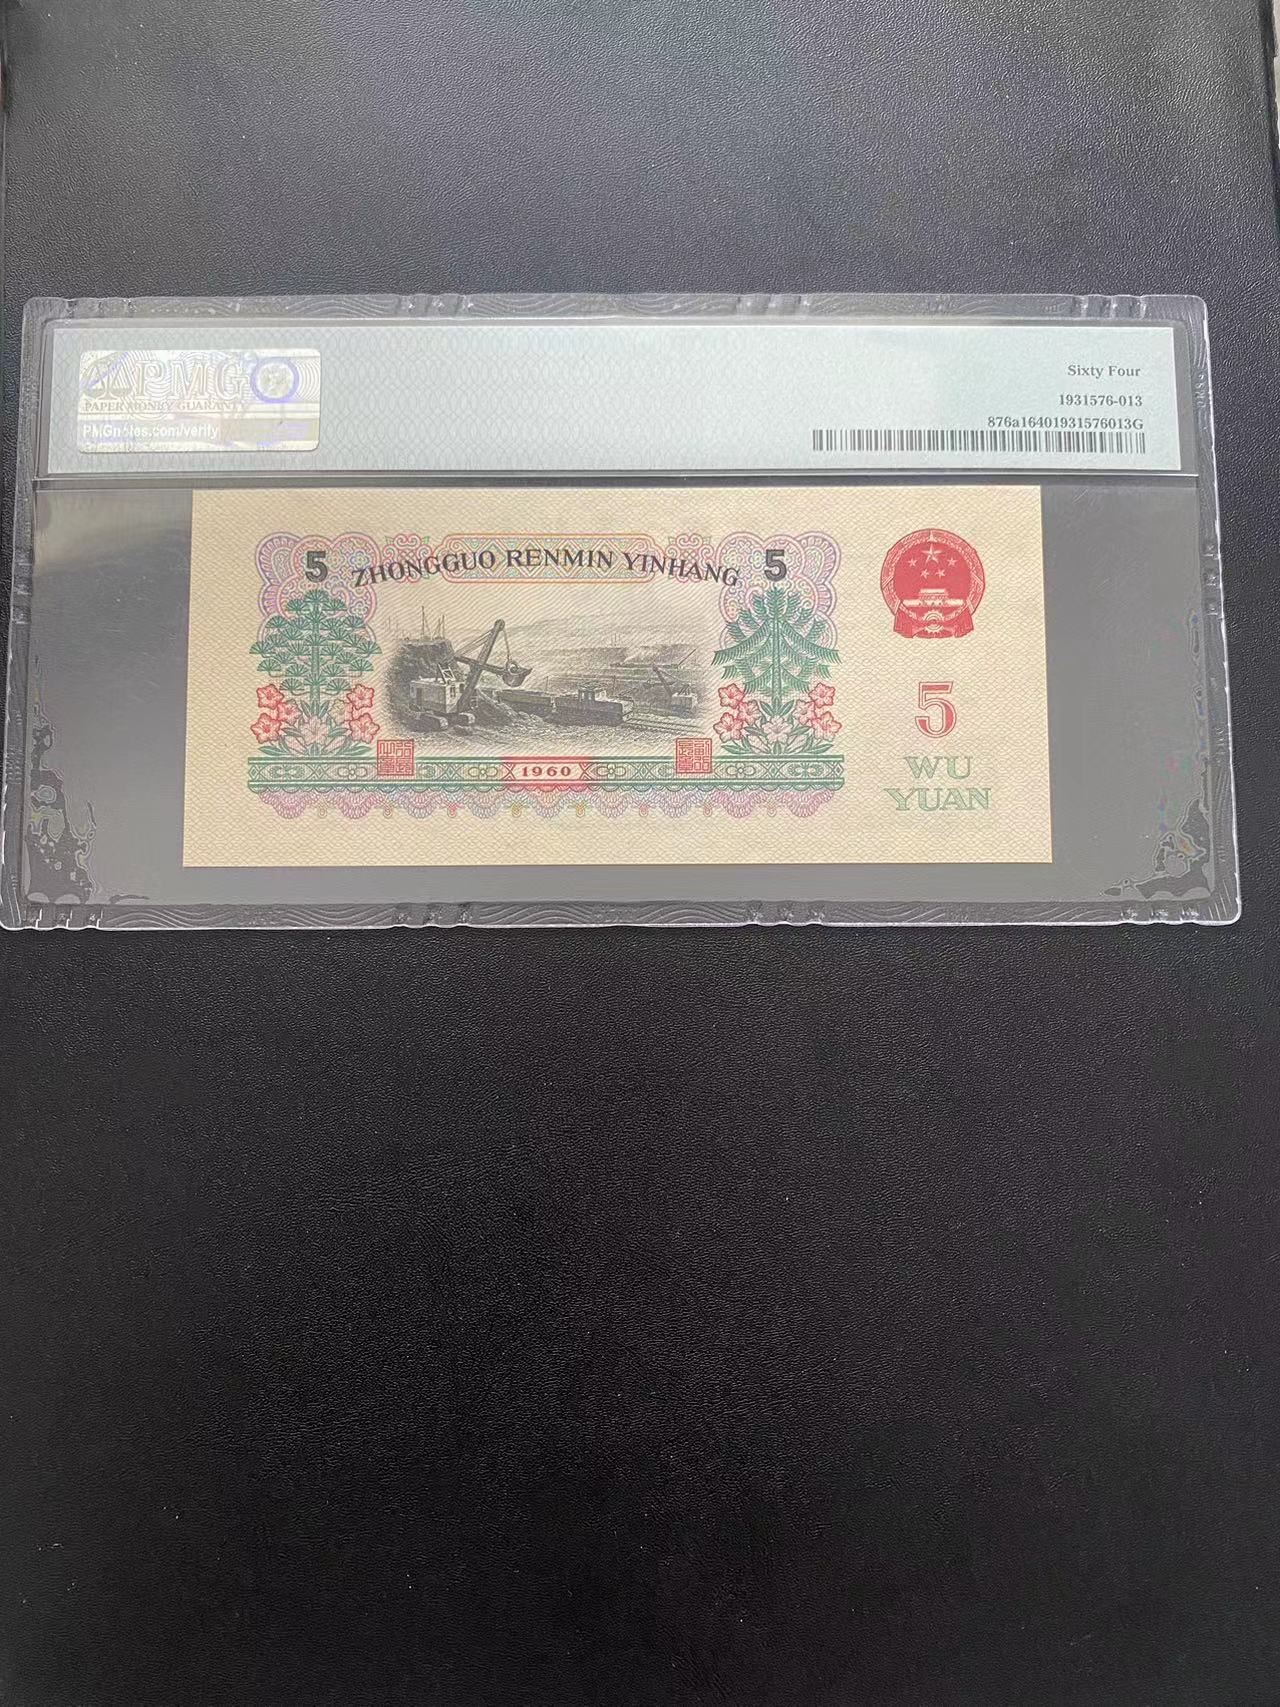 PMG
PAPER MONEY GUARANTY
PMGnotes.com/verify
Sixty Four
1931576-013
876a16401931576013G
5 ZHONGGUO RENMIN YINHANG 5
5
WU
YUAN
1960